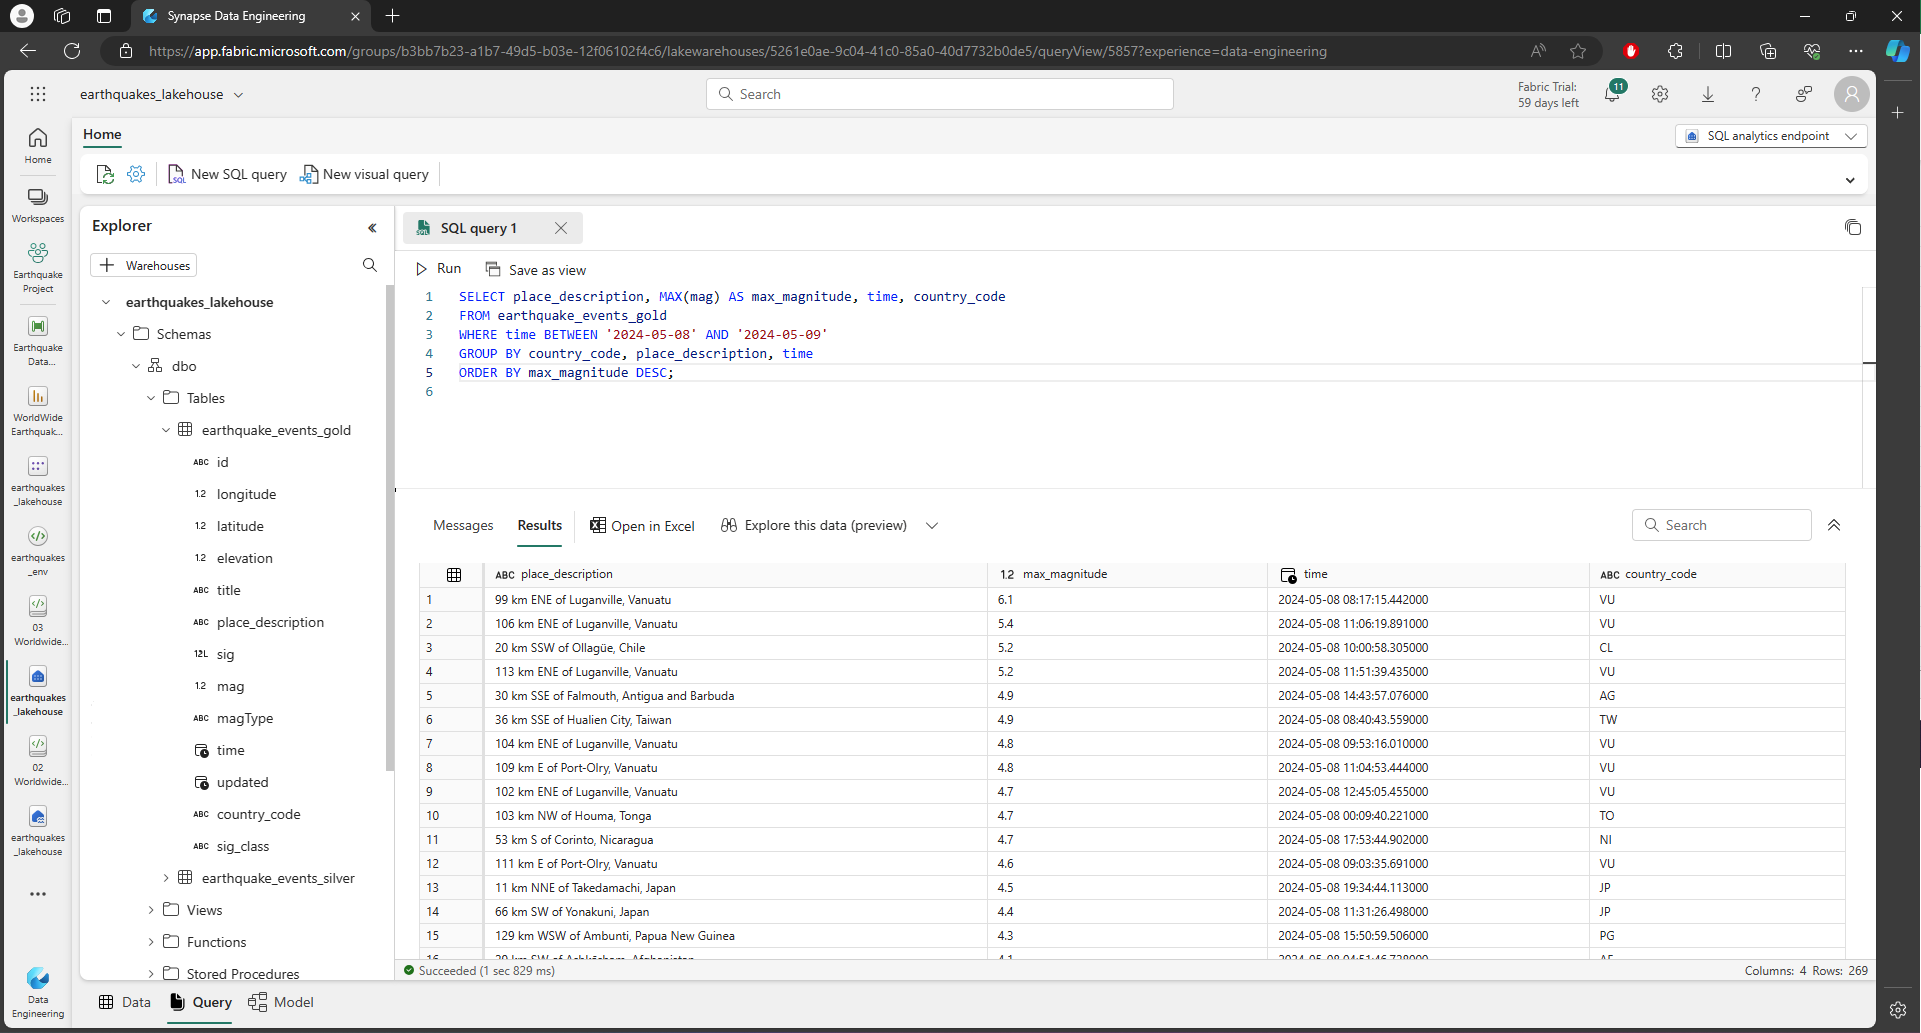 Synapse Data Engineering
https://app.fabric.microsoft.com/groups/b3bb7b23-a1b7-49d5-b03e-12f06102f4c6/lakewarehouses/5261e0ae-9c04-41c0-85a0-40d7732b0de5/queryView/5857?experience=data-engineering
earthquakes_lakehouse
Search
Fabric Trial:
59 days left
11
Home
SQL analytics endpoint
New SQL query
New visual query
Home
Workspaces
Earthquake
Project
Earthquake
Data...
WorldWide
Earthquak...
earthquakes
_lakehouse
earthquakes
_env
03
Worldwide...
earthquakes
_lakehouse
02
Worldwide...
earthquakes
_lakehouse
Data
Engineering
Explorer
Warehouses
earthquakes_lakehouse
Schemas
dbo
Tables
earthquake_events_gold
ABC id
1.2 longitude
1.2 latitude
1.2 elevation
ABC title
ABC place_description
12L sig
1.2 mag
ABC magType
time
updated
ABC country_code
ABC sig_class
earthquake_events_silver
Views
Functions
Stored Procedures
SQL query 1
Run
Save as view
1 SELECT place_description, MAX(mag) AS max_magnitude, time, country_code
2 FROM earthquake_events_gold
3 WHERE time BETWEEN '2024-05-08' AND '2024-05-09'
4 GROUP BY country_code, place_description, time
5 ORDER BY max_magnitude DESC;
6
Messages
Results
Open in Excel
Explore this data (preview)
Search
ABC place_description 1.2 max_magnitude time ABC country_code
1 99 km ENE of Luganville, Vanuatu 6.1 2024-05-08 08:17:15.442000 VU
2 106 km ENE of Luganville, Vanuatu 5.4 2024-05-08 11:06:19.891000 VU
3 20 km SSW of Ollagüe, Chile 5.2 2024-05-08 10:00:58.305000 CL
4 113 km ENE of Luganville, Vanuatu 5.2 2024-05-08 11:51:39.435000 VU
5 30 km SSE of Falmouth, Antigua and Barbuda 4.9 2024-05-08 14:43:57.076000 AG
6 36 km SSE of Hualien City, Taiwan 4.9 2024-05-08 08:40:43.559000 TW
7 104 km ENE of Luganville, Vanuatu 4.8 2024-05-08 09:53:16.010000 VU
8 109 km E of Port-Olry, Vanuatu 4.8 2024-05-08 11:04:53.444000 VU
9 102 km ENE of Luganville, Vanuatu 4.7 2024-05-08 12:45:05.455000 VU
10 103 km NW of Houma, Tonga 4.7 2024-05-08 00:09:40.221000 TO
11 53 km S of Corinto, Nicaragua 4.7 2024-05-08 17:53:44.902000 NI
12 111 km E of Port-Olry, Vanuatu 4.6 2024-05-08 09:03:35.691000 VU
13 11 km NNE of Takedamachi, Japan 4.5 2024-05-08 19:34:44.113000 JP
14 66 km SW of Yonakuni, Japan 4.4 2024-05-08 11:31:26.498000 JP
15 129 km WSW of Ambunti, Papua New Guinea 4.3 2024-05-08 15:50:59.506000 PG
Succeeded (1 sec 829 ms)
Columns: 4 Rows: 269
Data
Query
Model